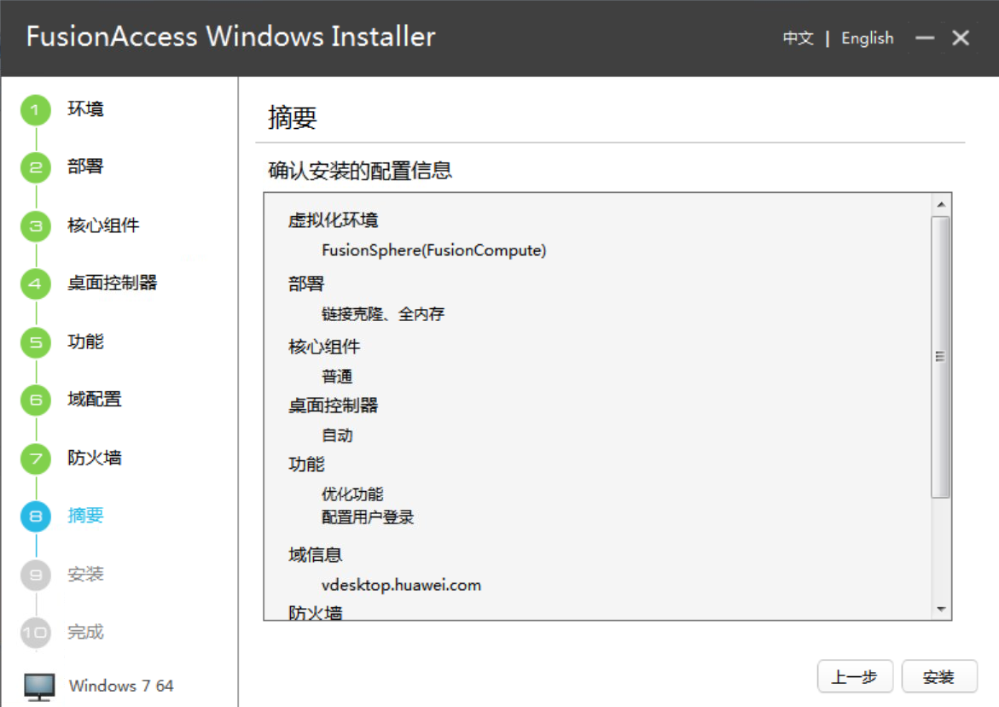 FusionAccess Windows Installer
中文 | English
1 环境
2 部署
3 核心组件
4 桌面控制器
5 功能
6 域配置
7 防火墙
8 摘要
9 安装
10 完成
Windows 7 64
摘要
确认安装的配置信息
虚拟化环境
FusionSphere(FusionCompute)
部署
链接克隆、全内存
核心组件
普通
桌面控制器
自动
功能
优化功能
配置用户登录
域信息
vdesktop.huawei.com
防火墙
上一步 安装